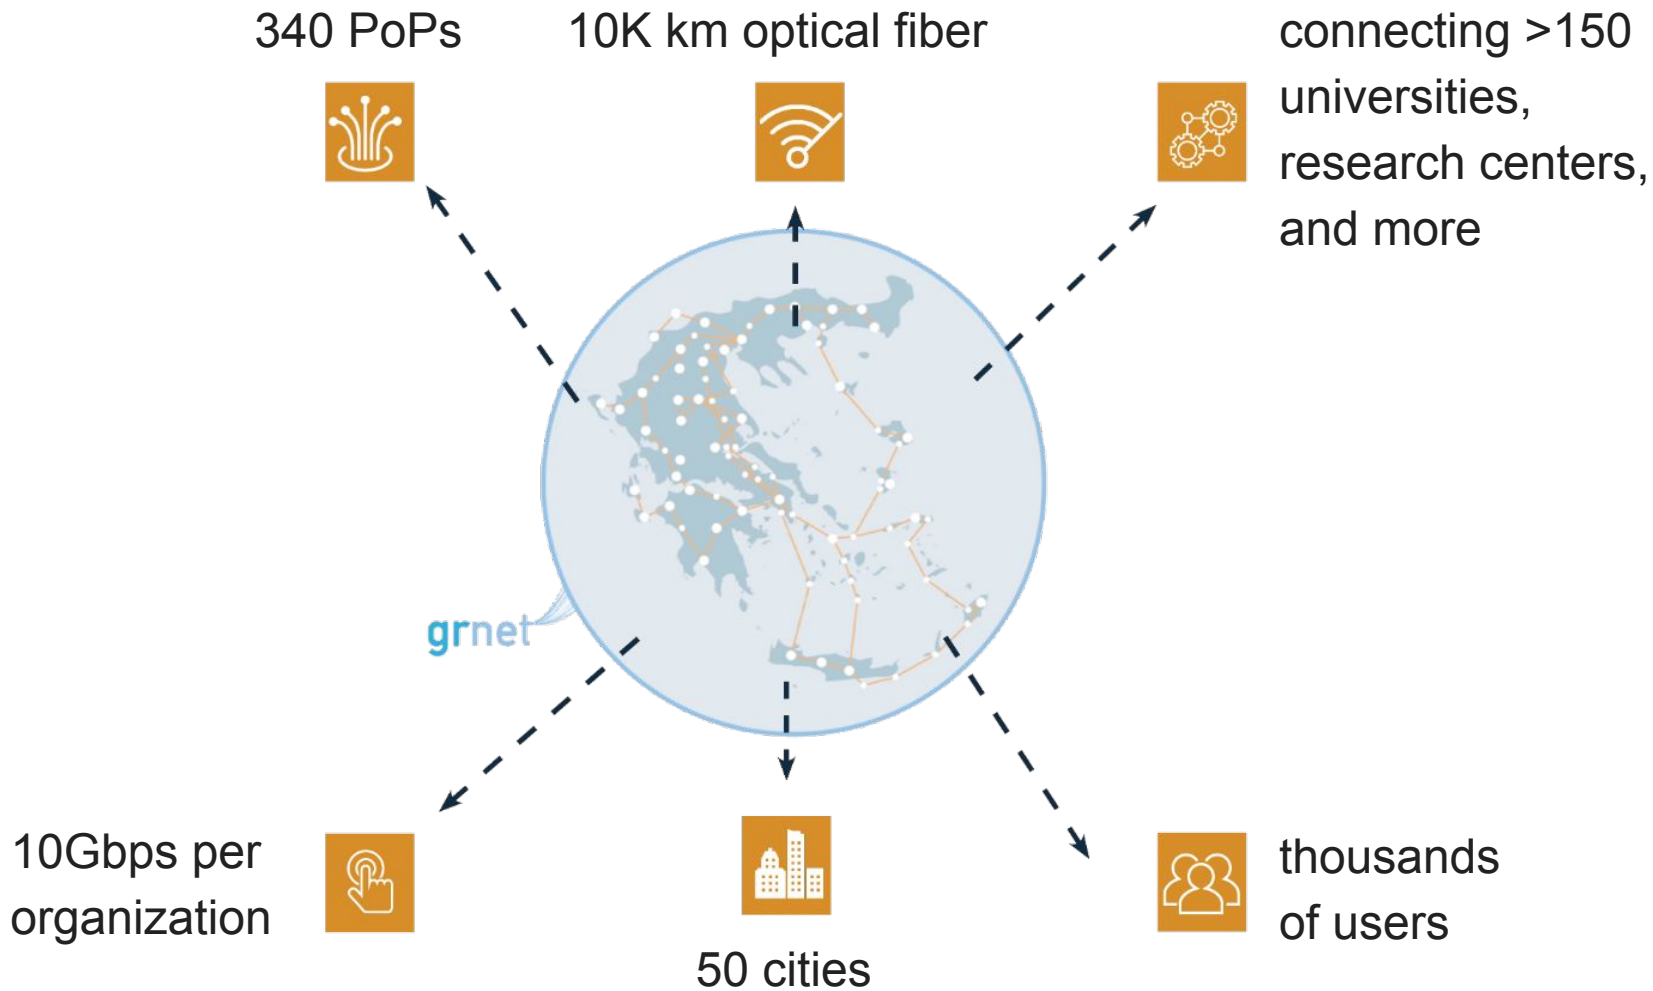 340 PoPs
10K km optical fiber
connecting >150
universities,
research centers,
and more
grnet
10Gbps per
organization
50 cities
thousands
of users